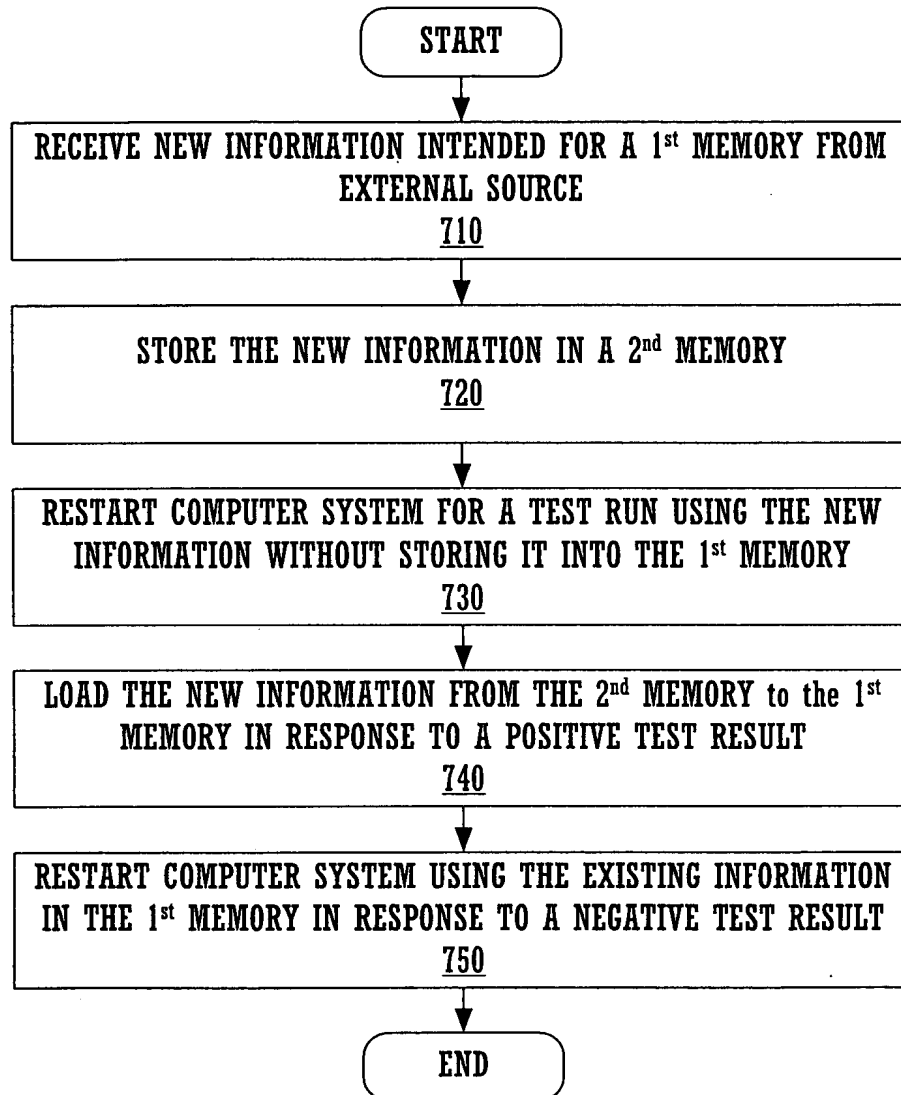 START
RECEIVE NEW INFORMATION INTENDED FOR A 1st MEMORY FROM
EXTERNAL SOURCE
710
STORE THE NEW INFORMATION IN A 2nd MEMORY
720
RESTART COMPUTER SYSTEM FOR A TEST RUN USING THE NEW
INFORMATION WITHOUT STORING IT INTO THE 1st MEMORY
730
LOAD THE NEW INFORMATION FROM THE 2nd MEMORY to the 1st
MEMORY IN RESPONSE TO A POSITIVE TEST RESULT
740
RESTART COMPUTER SYSTEM USING THE EXISTING INFORMATION
IN THE 1st MEMORY IN RESPONSE TO A NEGATIVE TEST RESULT
750
END